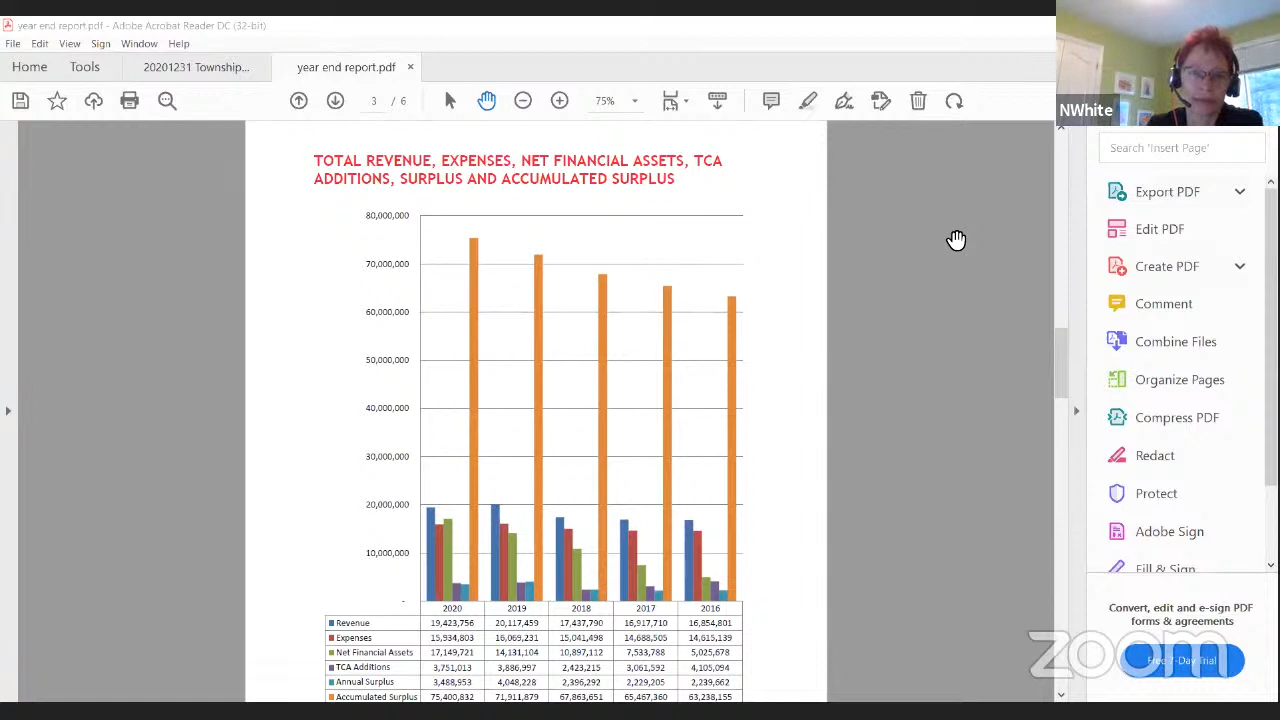 year end report.pdf - Adobe Acrobat Reader DC (32-bit)
File Edit View Sign Window Help
Home Tools 20201231 Township... year end report.pdf ×
3 / 6 75%
NWhite
Search 'Insert Page'
Export PDF
Edit PDF
Create PDF
Comment
Combine Files
Organize Pages
Compress PDF
Redact
Protect
Adobe Sign
Fill & Sign
Convert, edit and e-sign PDF
forms & agreements
Free 7-Day Trial
zoom
TOTAL REVENUE, EXPENSES, NET FINANCIAL ASSETS, TCA
ADDITIONS, SURPLUS AND ACCUMULATED SURPLUS
80,000,000
70,000,000
60,000,000
50,000,000
40,000,000
30,000,000
20,000,000
10,000,000
-
2020 2019 2018 2017 2016
Revenue 19,423,756 20,117,459 17,437,790 16,917,710 16,854,801
Expenses 15,934,803 16,069,231 15,041,498 14,688,505 14,615,139
Net Financial Assets 17,149,721 14,131,104 10,897,112 7,533,788 5,025,678
TCA Additions 3,751,013 3,886,997 2,423,215 3,061,592 4,105,094
Annual Surplus 3,488,953 4,048,228 2,396,292 2,229,205 2,239,662
Accumulated Surplus 75,400,832 71,911,879 67,863,651 65,467,360 63,238,155